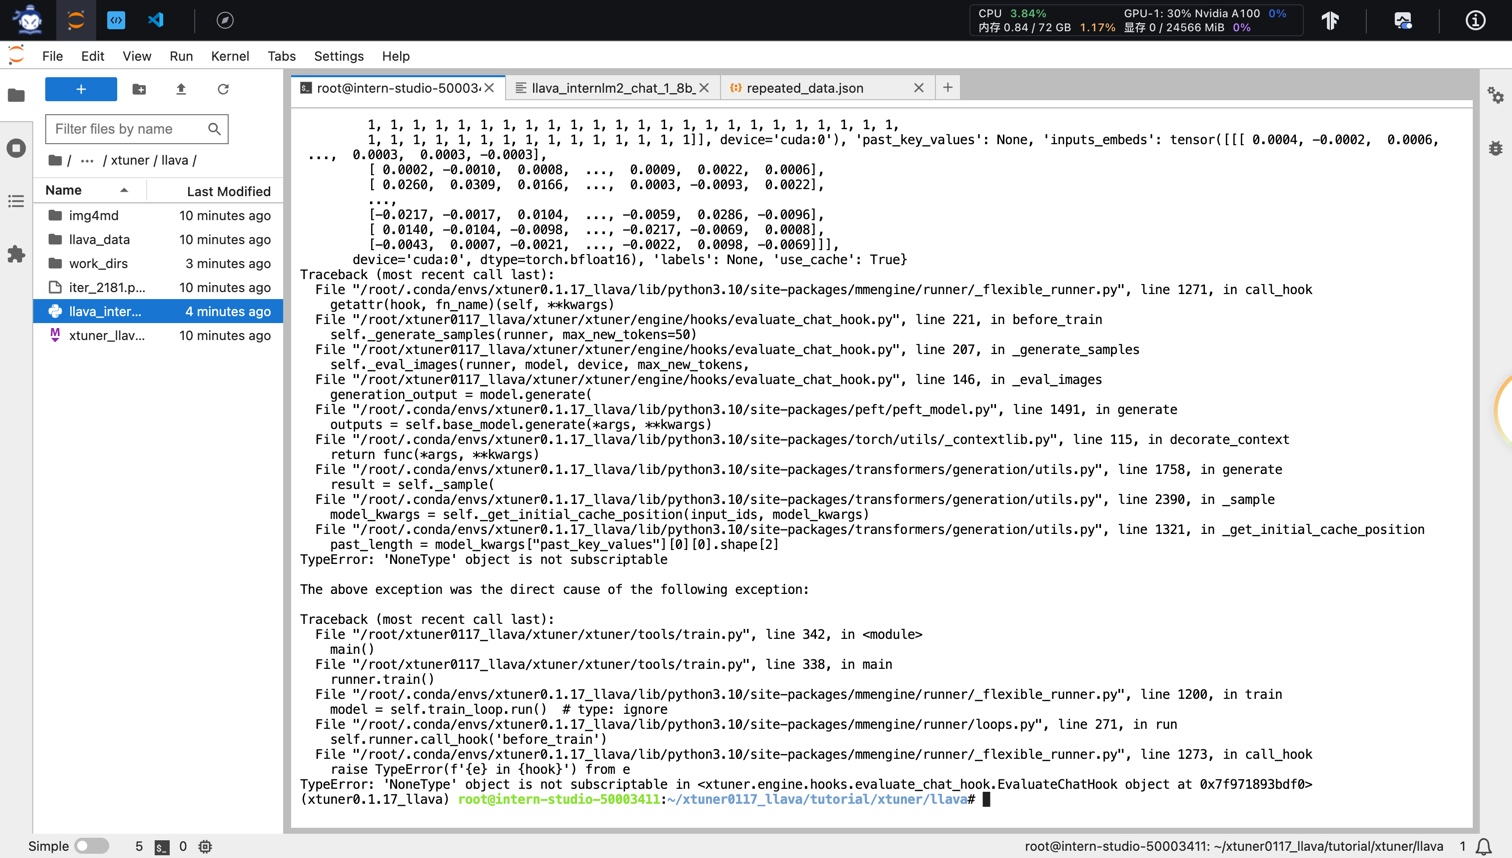 CPU 3.84% GPU-1: 30% Nvidia A100 0%
内存 0.84 / 72 GB 1.17% 显存 0 / 24566 MiB 0%
File Edit View Run Kernel Tabs Settings Help
+
root@intern-studio-50003
llava_internlm2_chat_1_8b_
repeated_data.json
+
Filter files by name
/ ··· / xtuner / llava /
Name Last Modified
img4md 10 minutes ago
llava_data 10 minutes ago
work_dirs 3 minutes ago
iter_2181.p... 10 minutes ago
llava_inter... 4 minutes ago
xtuner_llav... 10 minutes ago
1, 1, 1, 1, 1, 1, 1, 1, 1, 1, 1, 1, 1, 1, 1, 1, 1, 1, 1, 1, 1, 1, 1, 1,
1, 1, 1, 1, 1, 1, 1, 1, 1, 1, 1, 1, 1, 1, 1]], device='cuda:0'), 'past_key_values': None, 'inputs_embeds': tensor([[[ 0.0004, -0.0002, 0.0006,
..., 0.0003, 0.0003, -0.0003],
[ 0.0002, -0.0010, 0.0008, ..., 0.0009, 0.0022, 0.0006],
[ 0.0260, 0.0309, 0.0166, ..., 0.0003, -0.0093, 0.0022],
...,
[-0.0217, -0.0017, 0.0104, ..., -0.0059, 0.0286, -0.0096],
[ 0.0140, -0.0104, -0.0098, ..., -0.0217, -0.0069, 0.0008],
[-0.0043, 0.0007, -0.0021, ..., -0.0022, 0.0098, -0.0069]]],
device='cuda:0', dtype=torch.bfloat16), 'labels': None, 'use_cache': True}
Traceback (most recent call last):
File "/root/.conda/envs/xtuner0.1.17_llava/lib/python3.10/site-packages/mmengine/runner/_flexible_runner.py", line 1271, in call_hook
getattr(hook, fn_name)(self, **kwargs)
File "/root/xtuner0117_llava/xtuner/xtuner/engine/hooks/evaluate_chat_hook.py", line 221, in before_train
self._generate_samples(runner, max_new_tokens=50)
File "/root/xtuner0117_llava/xtuner/xtuner/engine/hooks/evaluate_chat_hook.py", line 207, in _generate_samples
self._eval_images(runner, model, device, max_new_tokens,
File "/root/xtuner0117_llava/xtuner/xtuner/engine/hooks/evaluate_chat_hook.py", line 146, in _eval_images
generation_output = model.generate(
File "/root/.conda/envs/xtuner0.1.17_llava/lib/python3.10/site-packages/peft/peft_model.py", line 1491, in generate
outputs = self.base_model.generate(*args, **kwargs)
File "/root/.conda/envs/xtuner0.1.17_llava/lib/python3.10/site-packages/torch/utils/_contextlib.py", line 115, in decorate_context
return func(*args, **kwargs)
File "/root/.conda/envs/xtuner0.1.17_llava/lib/python3.10/site-packages/transformers/generation/utils.py", line 1758, in generate
result = self._sample(
File "/root/.conda/envs/xtuner0.1.17_llava/lib/python3.10/site-packages/transformers/generation/utils.py", line 2390, in _sample
model_kwargs = self._get_initial_cache_position(input_ids, model_kwargs)
File "/root/.conda/envs/xtuner0.1.17_llava/lib/python3.10/site-packages/transformers/generation/utils.py", line 1321, in _get_initial_cache_position
past_length = model_kwargs["past_key_values"][0][0].shape[2]
TypeError: 'NoneType' object is not subscriptable
The above exception was the direct cause of the following exception:
Traceback (most recent call last):
File "/root/xtuner0117_llava/xtuner/xtuner/tools/train.py", line 342, in <module>
main()
File "/root/xtuner0117_llava/xtuner/xtuner/tools/train.py", line 338, in main
runner.train()
File "/root/.conda/envs/xtuner0.1.17_llava/lib/python3.10/site-packages/mmengine/runner/_flexible_runner.py", line 1200, in train
model = self.train_loop.run() # type: ignore
File "/root/.conda/envs/xtuner0.1.17_llava/lib/python3.10/site-packages/mmengine/runner/loops.py", line 271, in run
self.runner.call_hook('before_train')
File "/root/.conda/envs/xtuner0.1.17_llava/lib/python3.10/site-packages/mmengine/runner/_flexible_runner.py", line 1273, in call_hook
raise TypeError(f'{e} in {hook}') from e
TypeError: 'NoneType' object is not subscriptable in <xtuner.engine.hooks.evaluate_chat_hook.EvaluateChatHook object at 0x7f971893bdf0>
(xtuner0.1.17_llava) root@intern-studio-50003411:~/xtuner0117_llava/tutorial/xtuner/llava#
Simple 5 0 root@intern-studio-50003411: ~/xtuner0117_llava/tutorial/xtuner/llava 1